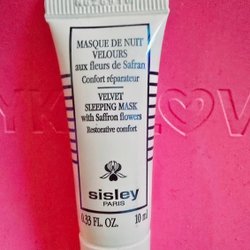 MASQUE DE NUIT
VELOURS
aux fleurs de Safran
Confort réparateur
VELVET
SLEEPING MASK
with Saffron flowers
Restorative comfort
sisley
PARIS
0.33 FL. OZ. 10 ml